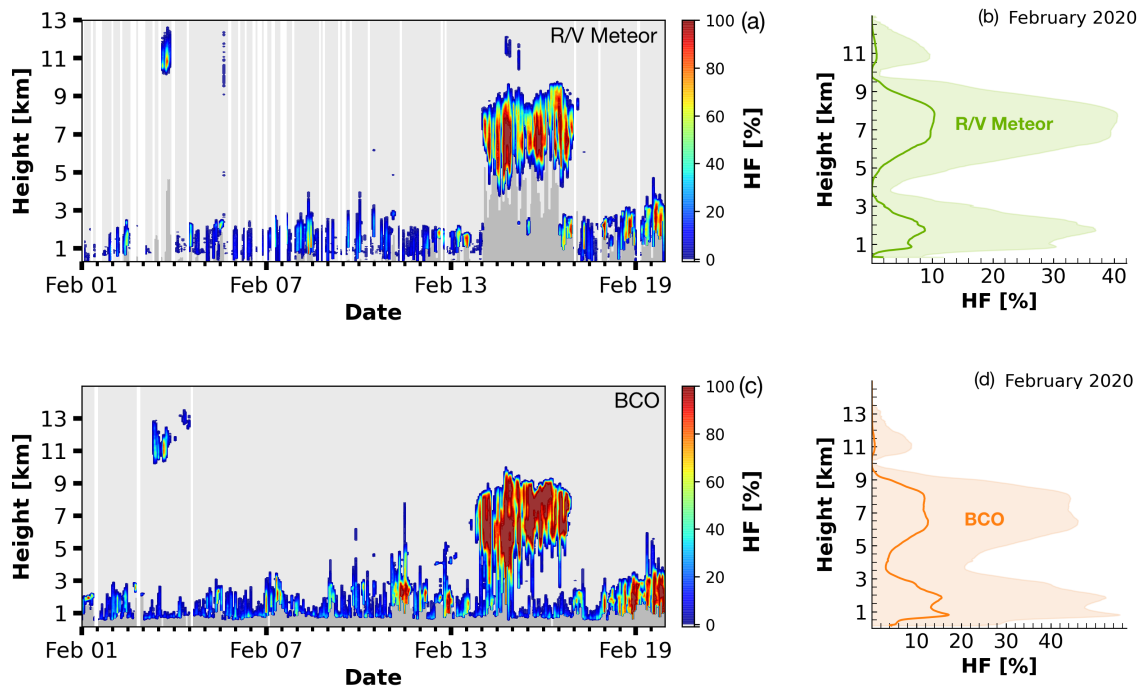 13
11
9
7
5
3
1
Height [km]
R/V Meteor
(a)
100
80
60
40
20
0
HF [%]
Feb 01
Feb 07
Feb 13
Feb 19
Date
(b) February 2020
11
9
7
5
3
1
Height [km]
R/V Meteor
10
20
30
40
HF [%]
13
11
9
7
5
3
1
Height [km]
BCO
(c)
100
80
60
40
20
0
HF [%]
Feb 01
Feb 07
Feb 13
Feb 19
Date
(d) February 2020
13
11
9
7
5
3
1
Height [km]
BCO
10
20
30
40
HF [%]